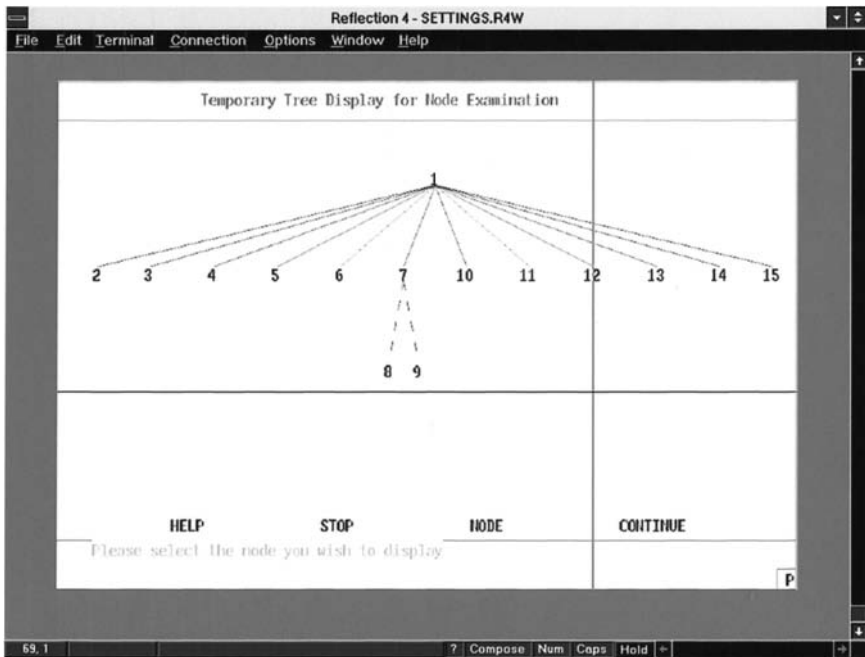 Reflection 4 - SETTINGS.R4W
File Edit Terminal Connection Options Window Help
Temporary Tree Display for Node Examination
1
2 3 4 5 6 7 10 11 12 13 14 15
8 9
HELP STOP NODE CONTINUE
Please select the node you wish to display
P
69, 1 ? Compose Num Caps Hold